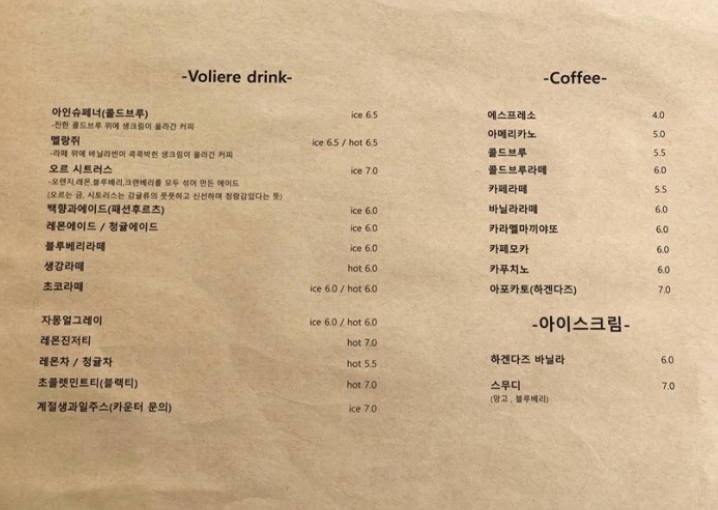 -Voliere drink-
아인슈페너(콜드브루) ice 6.5
-진한 콜드브루 위에 생크림이 올라간 커피
멜랑쥐 ice 6.5 / hot 6.5
-라떼 위에 바닐라빈이 콕콕박힌 생크림이 올라간 커피
오르 시트러스 ice 7.0
-오렌지,레몬,블루베리,크랜베리를 모두 섞어 만든 에이드
(오르는 금, 시토러스는 감귤류의 풋풋하고 신선하며 청량감있다는 뜻)
백향과에이드(패션후르츠) ice 6.0
레몬에이드 / 청귤에이드 ice 6.0
블루베리라떼 ice 6.0
생강라떼 hot 6.0
초코라떼 ice 6.0 / hot 6.0
자몽얼그레이 ice 6.0 / hot 6.0
레몬진저티 hot 7.0
레몬차 / 청귤차 hot 5.5
초콜렛민트티(블랙티) hot 7.0
계절생과일주스(카운터 문의) ice 7.0
-Coffee-
에스프레소 4.0
아메리카노 5.0
콜드브루 5.5
콜드브루라떼 6.0
카페라떼 5.5
바닐라라떼 6.0
카라멜마끼야또 6.0
카페모카 6.0
카푸치노 6.0
아포카토(하겐다즈) 7.0
-아이스크림-
하겐다즈 바닐라 6.0
스무디 7.0
(망고 , 블루베리)